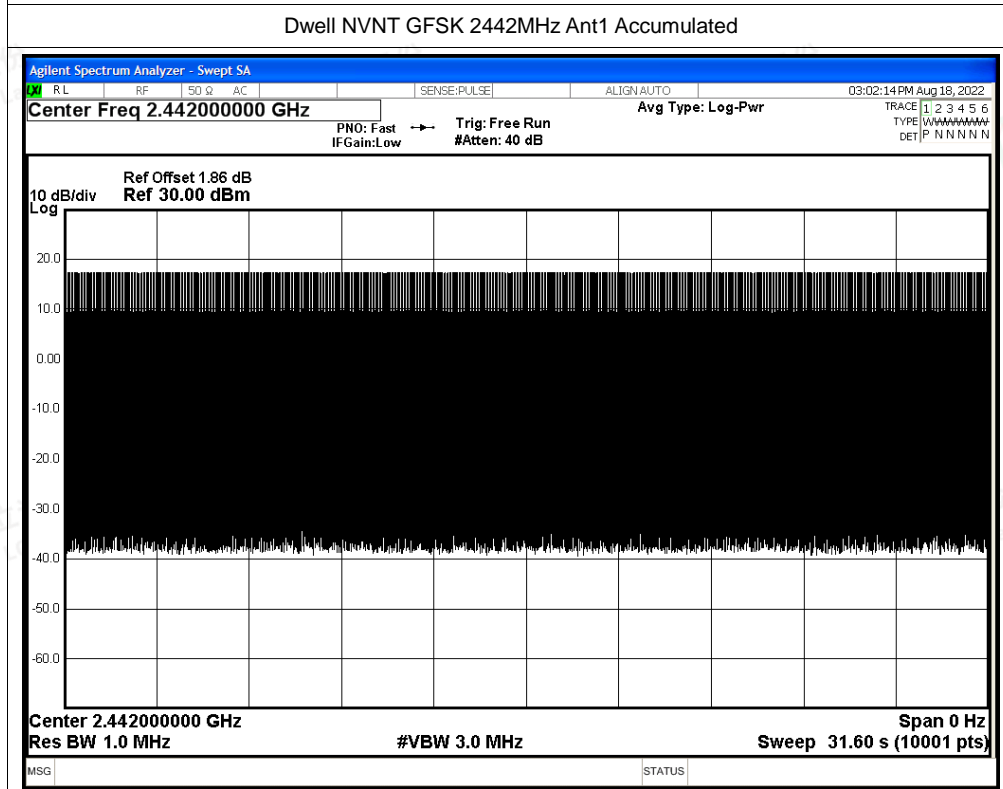 Dwell NVNT GFSK 2442MHz Ant1 Accumulated
Agilent Spectrum Analyzer - Swept SA
LXI RL RF 50 Ω AC SENSE:PULSE ALIGN AUTO 03:02:14 PM Aug 18, 2022
Center Freq 2.442000000 GHz Avg Type: Log-Pwr TRACE 1 2 3 4 5 6
PNO: Fast Trig: Free Run TYPE WWWWWW
IFGain:Low #Atten: 40 dB DET P N N N N N
Ref Offset 1.86 dB
10 dB/div Ref 30.00 dBm
Log
20.0
10.0
0.00
-10.0
-20.0
-30.0
-40.0
-50.0
-60.0
Center 2.442000000 GHz Span 0 Hz
Res BW 1.0 MHz #VBW 3.0 MHz Sweep 31.60 s (10001 pts)
MSG STATUS